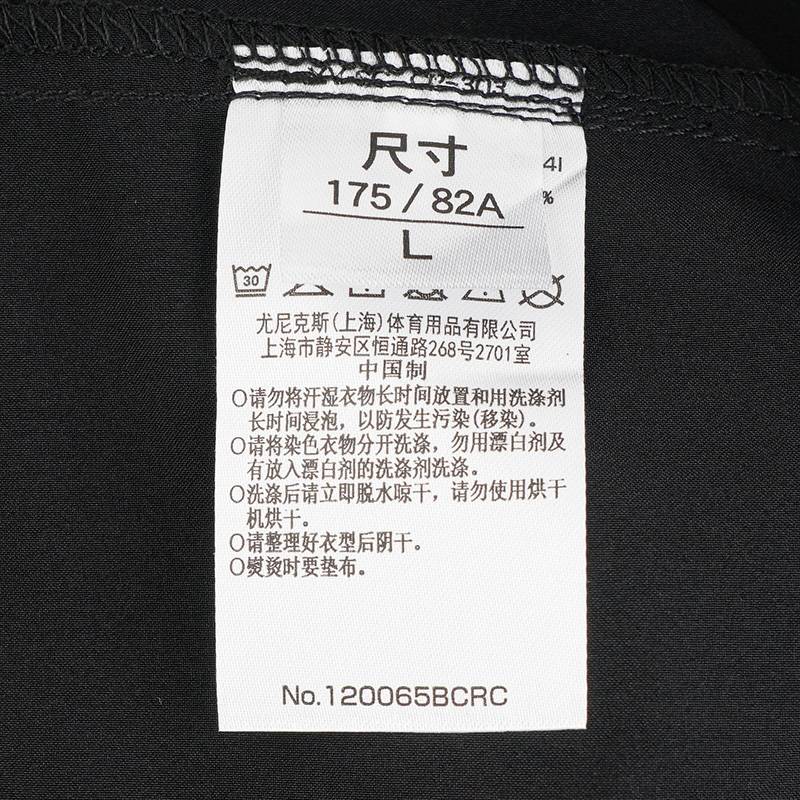 尺寸
41
175 / 82A
%
L
30
尤尼克斯(上海)体育用品有限公司
上海市静安区恒通路268号2701室
中国制
○请勿将汗湿衣物长时间放置和用洗涤剂
长时间浸泡，以防发生污染(移染)。
○请将染色衣物分开洗涤，勿用漂白剂及
有放入漂白剂的洗涤剂洗涤。
○洗涤后请立即脱水晾干，请勿使用烘干
机烘干。
○请整理好衣型后阴干。
○熨烫时要垫布。
No.120065BCRC